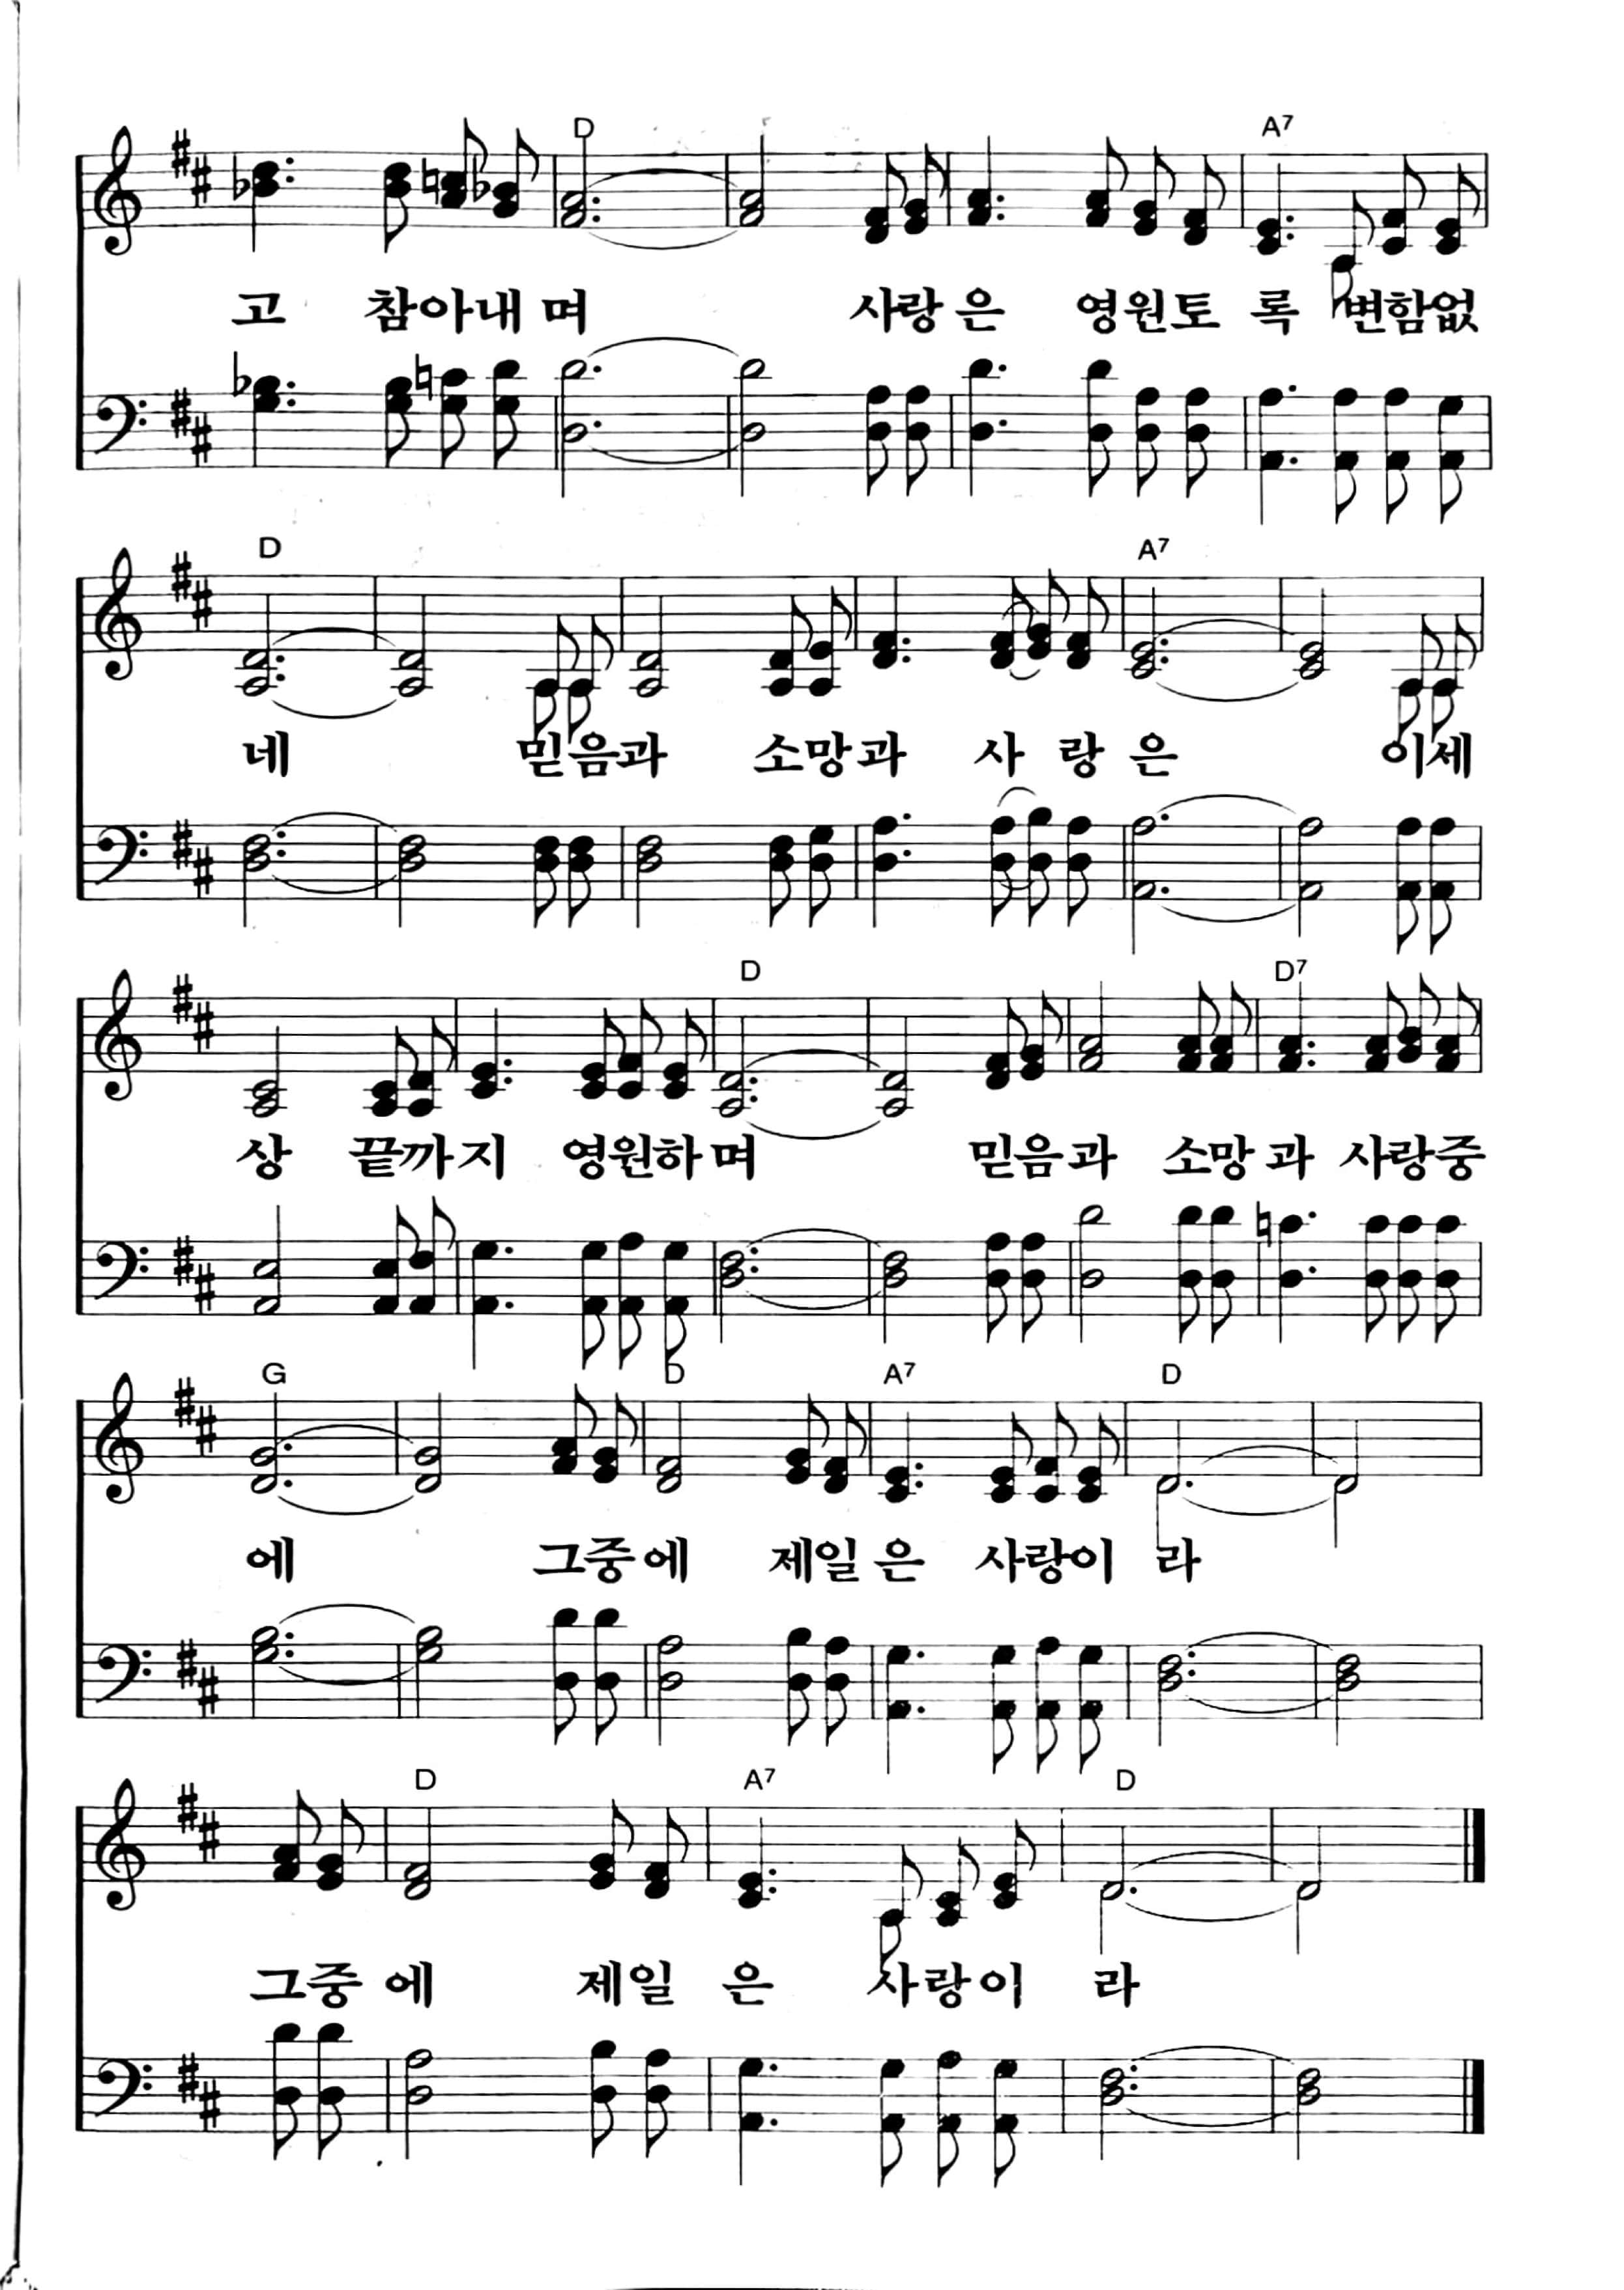 D A7
고 참아내 며 사랑 은 영원토 록 변함없
D A7
네 믿음과 소망과 사 랑 은 이세
D D7
상 끝까지 영원하며 믿음과 소망과 사랑중
G D A7 D
에 그중에 제일은 사랑이 라
D A7 D
그중 에 제일 은 사랑이 라